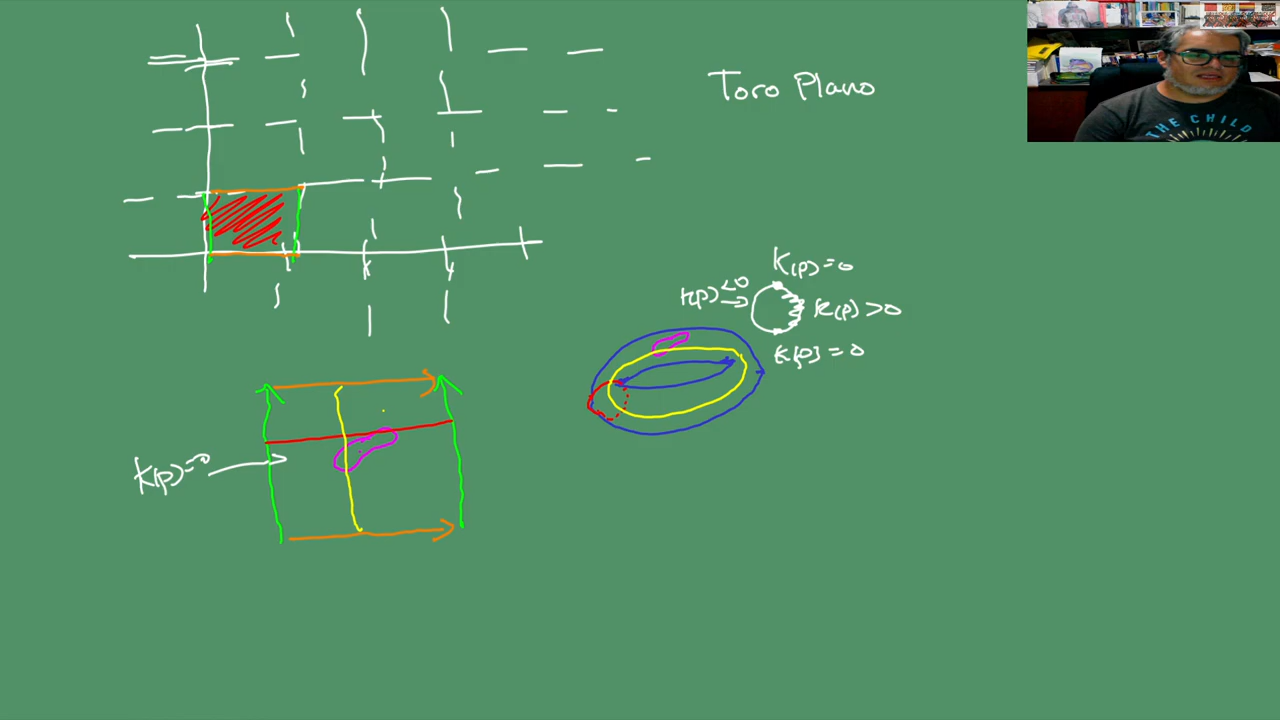 Toro Plano
THE CHILD
K(p)=0
K(p)<0
K(p)>0
K(p)=0
K(p)=0